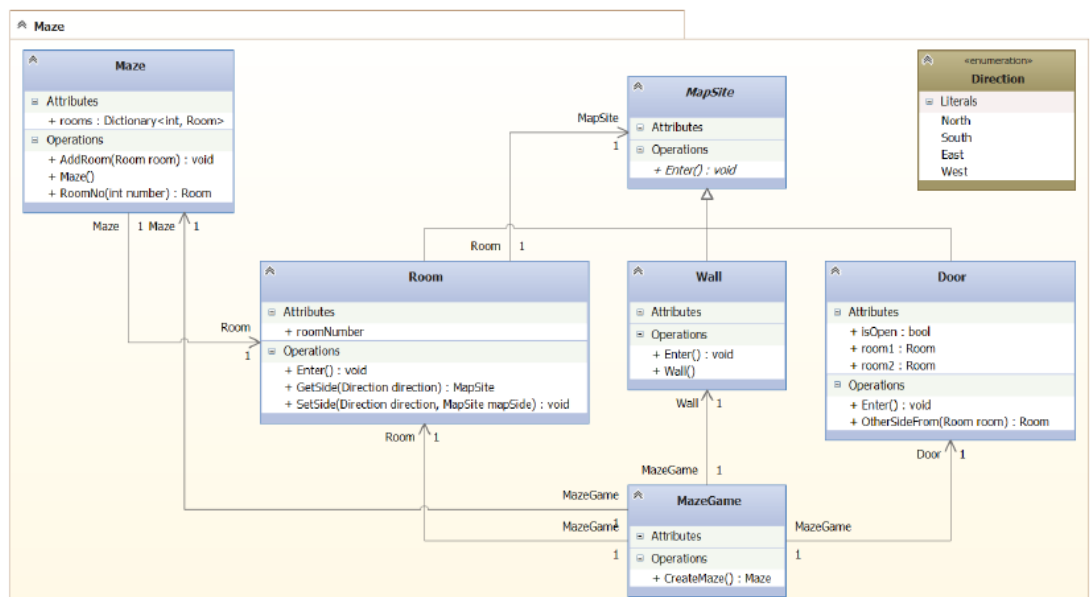 Maze
Maze
Attributes
+ rooms : Dictionary<int, Room>
Operations
+ AddRoom(Room room) : void
+ Maze()
+ RoomNo(int number) : Room
MapSite
Attributes
Operations
+ Enter() : void
«enumeration»
Direction
Literals
North
South
East
West
MapSite
1
Maze 1 Maze 1
Room 1
Room
1
Room
Attributes
+ roomNumber
Operations
+ Enter() : void
+ GetSide(Direction direction) : MapSite
+ SetSide(Direction direction, MapSite mapSide) : void
Wall
Attributes
Operations
+ Enter() : void
+ Wall()
Door
Attributes
+ isOpen : bool
+ room1 : Room
+ room2 : Room
Operations
+ Enter() : void
+ OtherSideFrom(Room room) : Room
Room 1
Wall 1
Door 1
MazeGame 1
MazeGame
1
MazeGame
1
MazeGame
1
MazeGame
Attributes
Operations
+ CreateMaze() : Maze